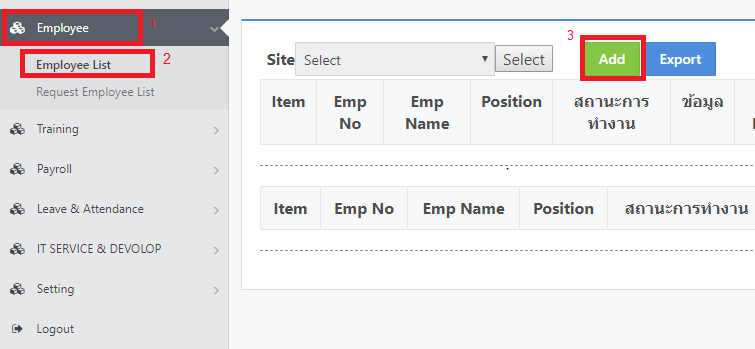 Employee 1
Employee List 2
Request Employee List
Training
Payroll
Leave & Attendance
IT SERVICE & DEVOLOP
Setting
Logout
3
Site Select Select Add Export
Item Emp No Emp Name Position สถานะการทำงาน ข้อมูล
Item Emp No Emp Name Position สถานะการทำงาน